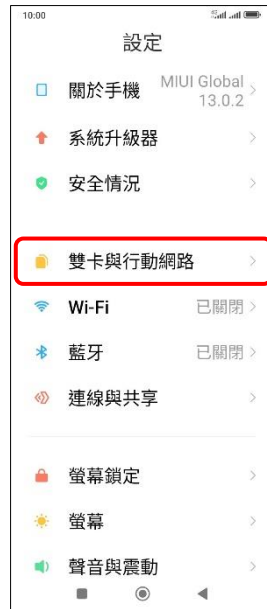 10:00
設定
關於手機 MIUI Global 13.0.2
系統升級器
安全情況
雙卡與行動網路
Wi-Fi 已關閉
藍牙 已關閉
連線與共享
螢幕鎖定
螢幕
聲音與震動